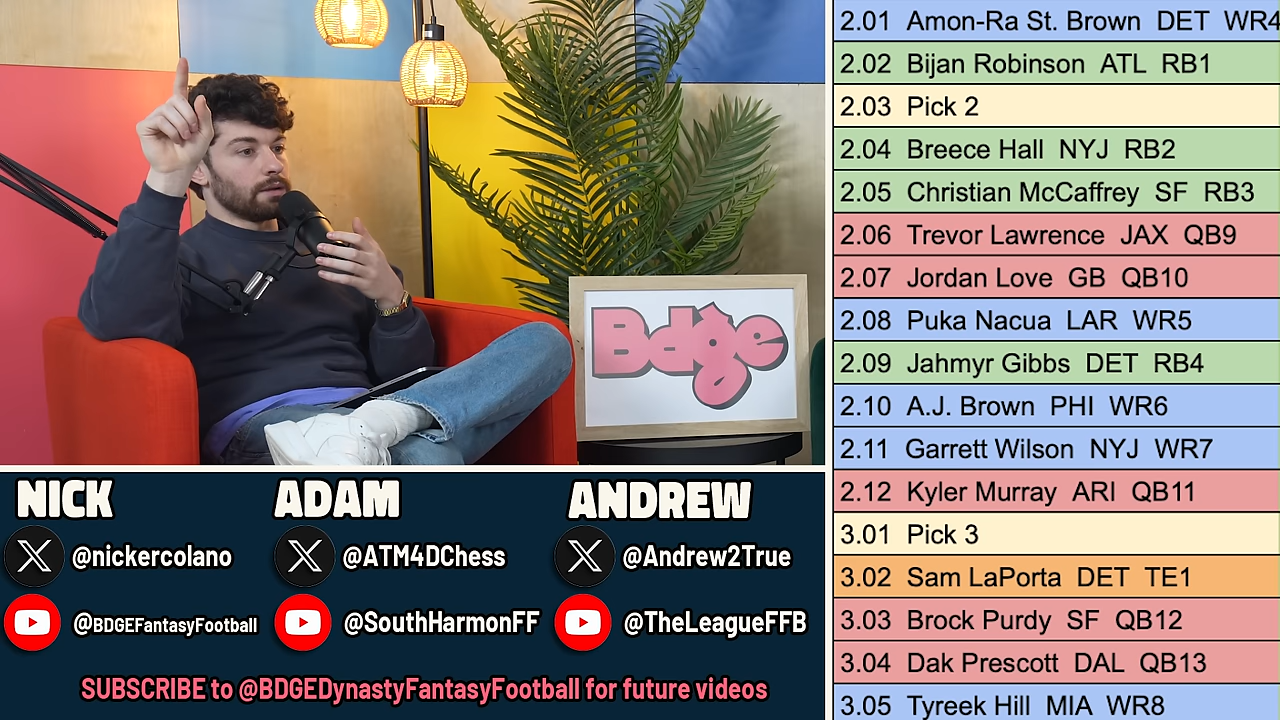 Bdge
NICK
@nickercolano
@BDGEFantasyFootball
ADAM
@ATM4DChess
@SouthHarmonFF
ANDREW
@Andrew2True
@TheLeagueFFB
SUBSCRIBE to @BDGEDynastyFantasyFootball for future videos
2.01 Amon-Ra St. Brown DET WR4
2.02 Bijan Robinson ATL RB1
2.03 Pick 2
2.04 Breece Hall NYJ RB2
2.05 Christian McCaffrey SF RB3
2.06 Trevor Lawrence JAX QB9
2.07 Jordan Love GB QB10
2.08 Puka Nacua LAR WR5
2.09 Jahmyr Gibbs DET RB4
2.10 A.J. Brown PHI WR6
2.11 Garrett Wilson NYJ WR7
2.12 Kyler Murray ARI QB11
3.01 Pick 3
3.02 Sam LaPorta DET TE1
3.03 Brock Purdy SF QB12
3.04 Dak Prescott DAL QB13
3.05 Tyreek Hill MIA WR8